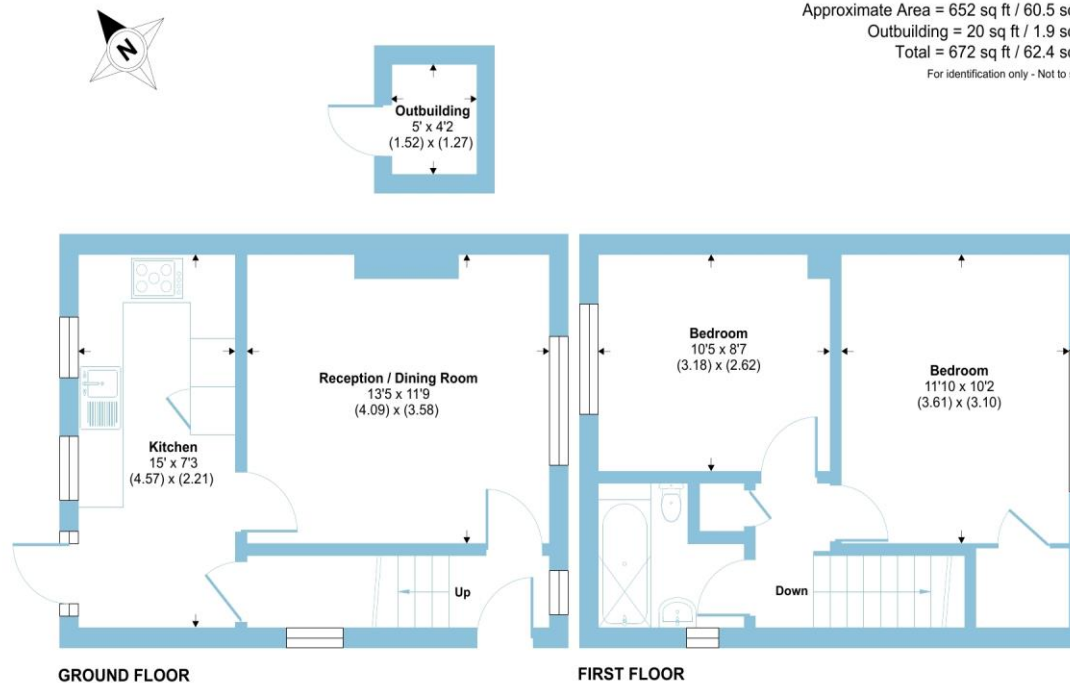 N
Approximate Area = 652 sq ft / 60.5 sq
Outbuilding = 20 sq ft / 1.9 sq
Total = 672 sq ft / 62.4 sq
For identification only - Not to
Outbuilding
5' x 4'2
(1.52) x (1.27)
Kitchen
15' x 7'3
(4.57) x (2.21)
Reception / Dining Room
13'5 x 11'9
(4.09) x (3.58)
Up
Bedroom
10'5 x 8'7
(3.18) x (2.62)
Bedroom
11'10 x 10'2
(3.61) x (3.10)
Down
GROUND FLOOR
FIRST FLOOR